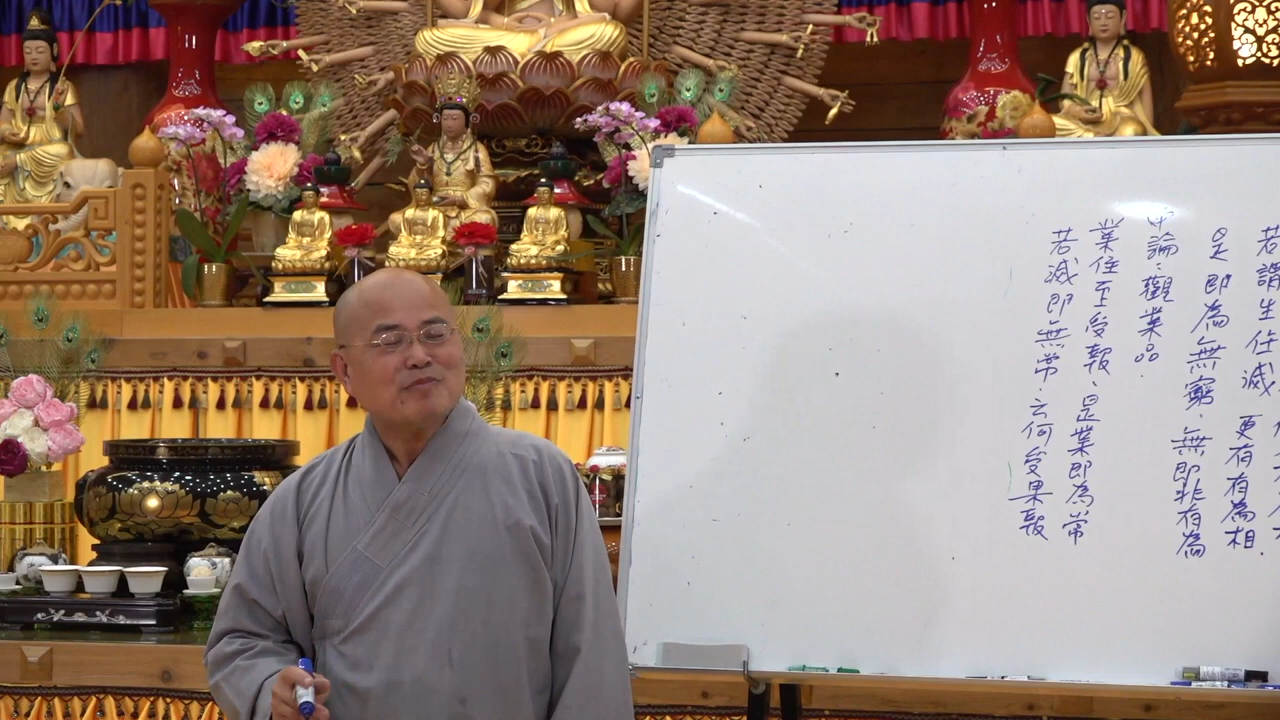 若謂生住滅
更有有為相.
是即為無窮.無即非有為
中論:觀業品.
業住至受報、是業即為常
若滅即無常.云何受果報